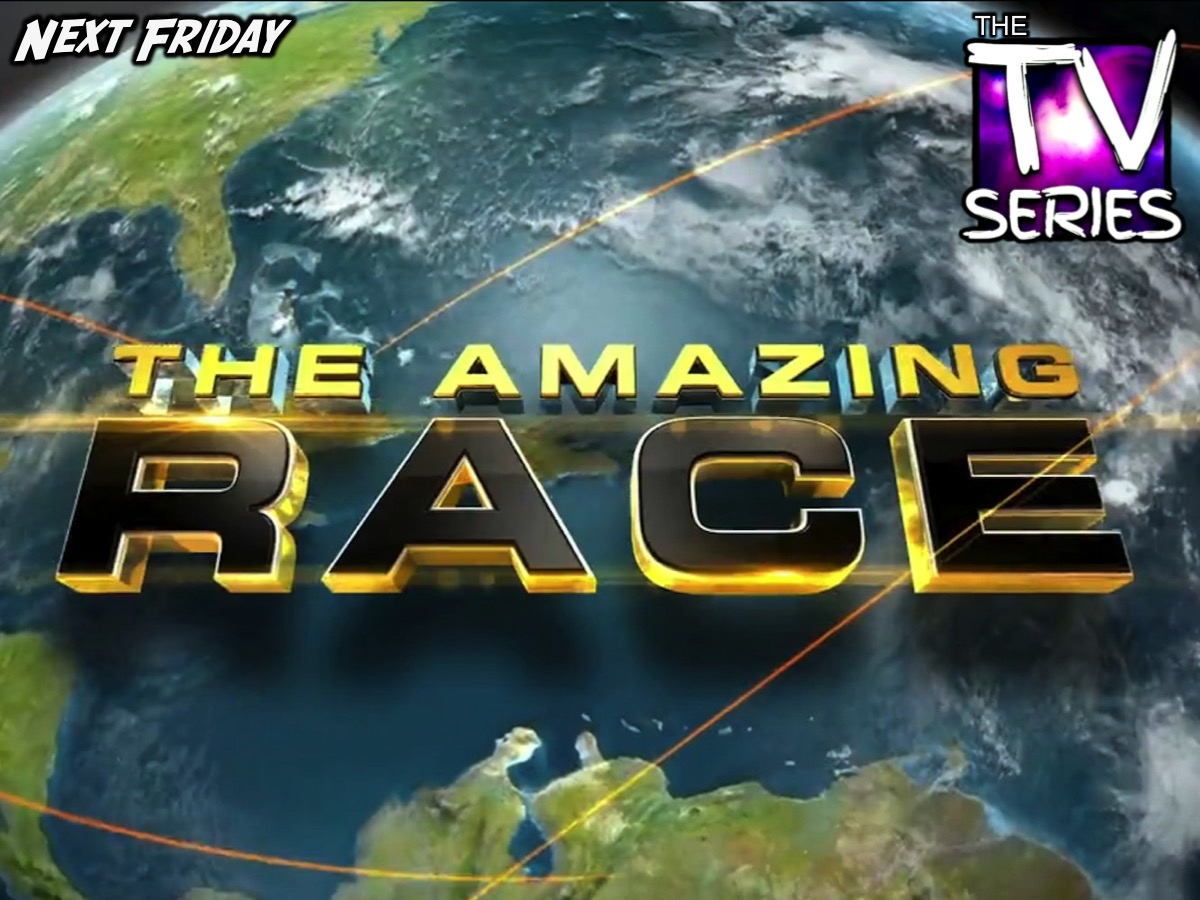 Next Friday
THE
TV
SERIES
THE AMAZING
RACE